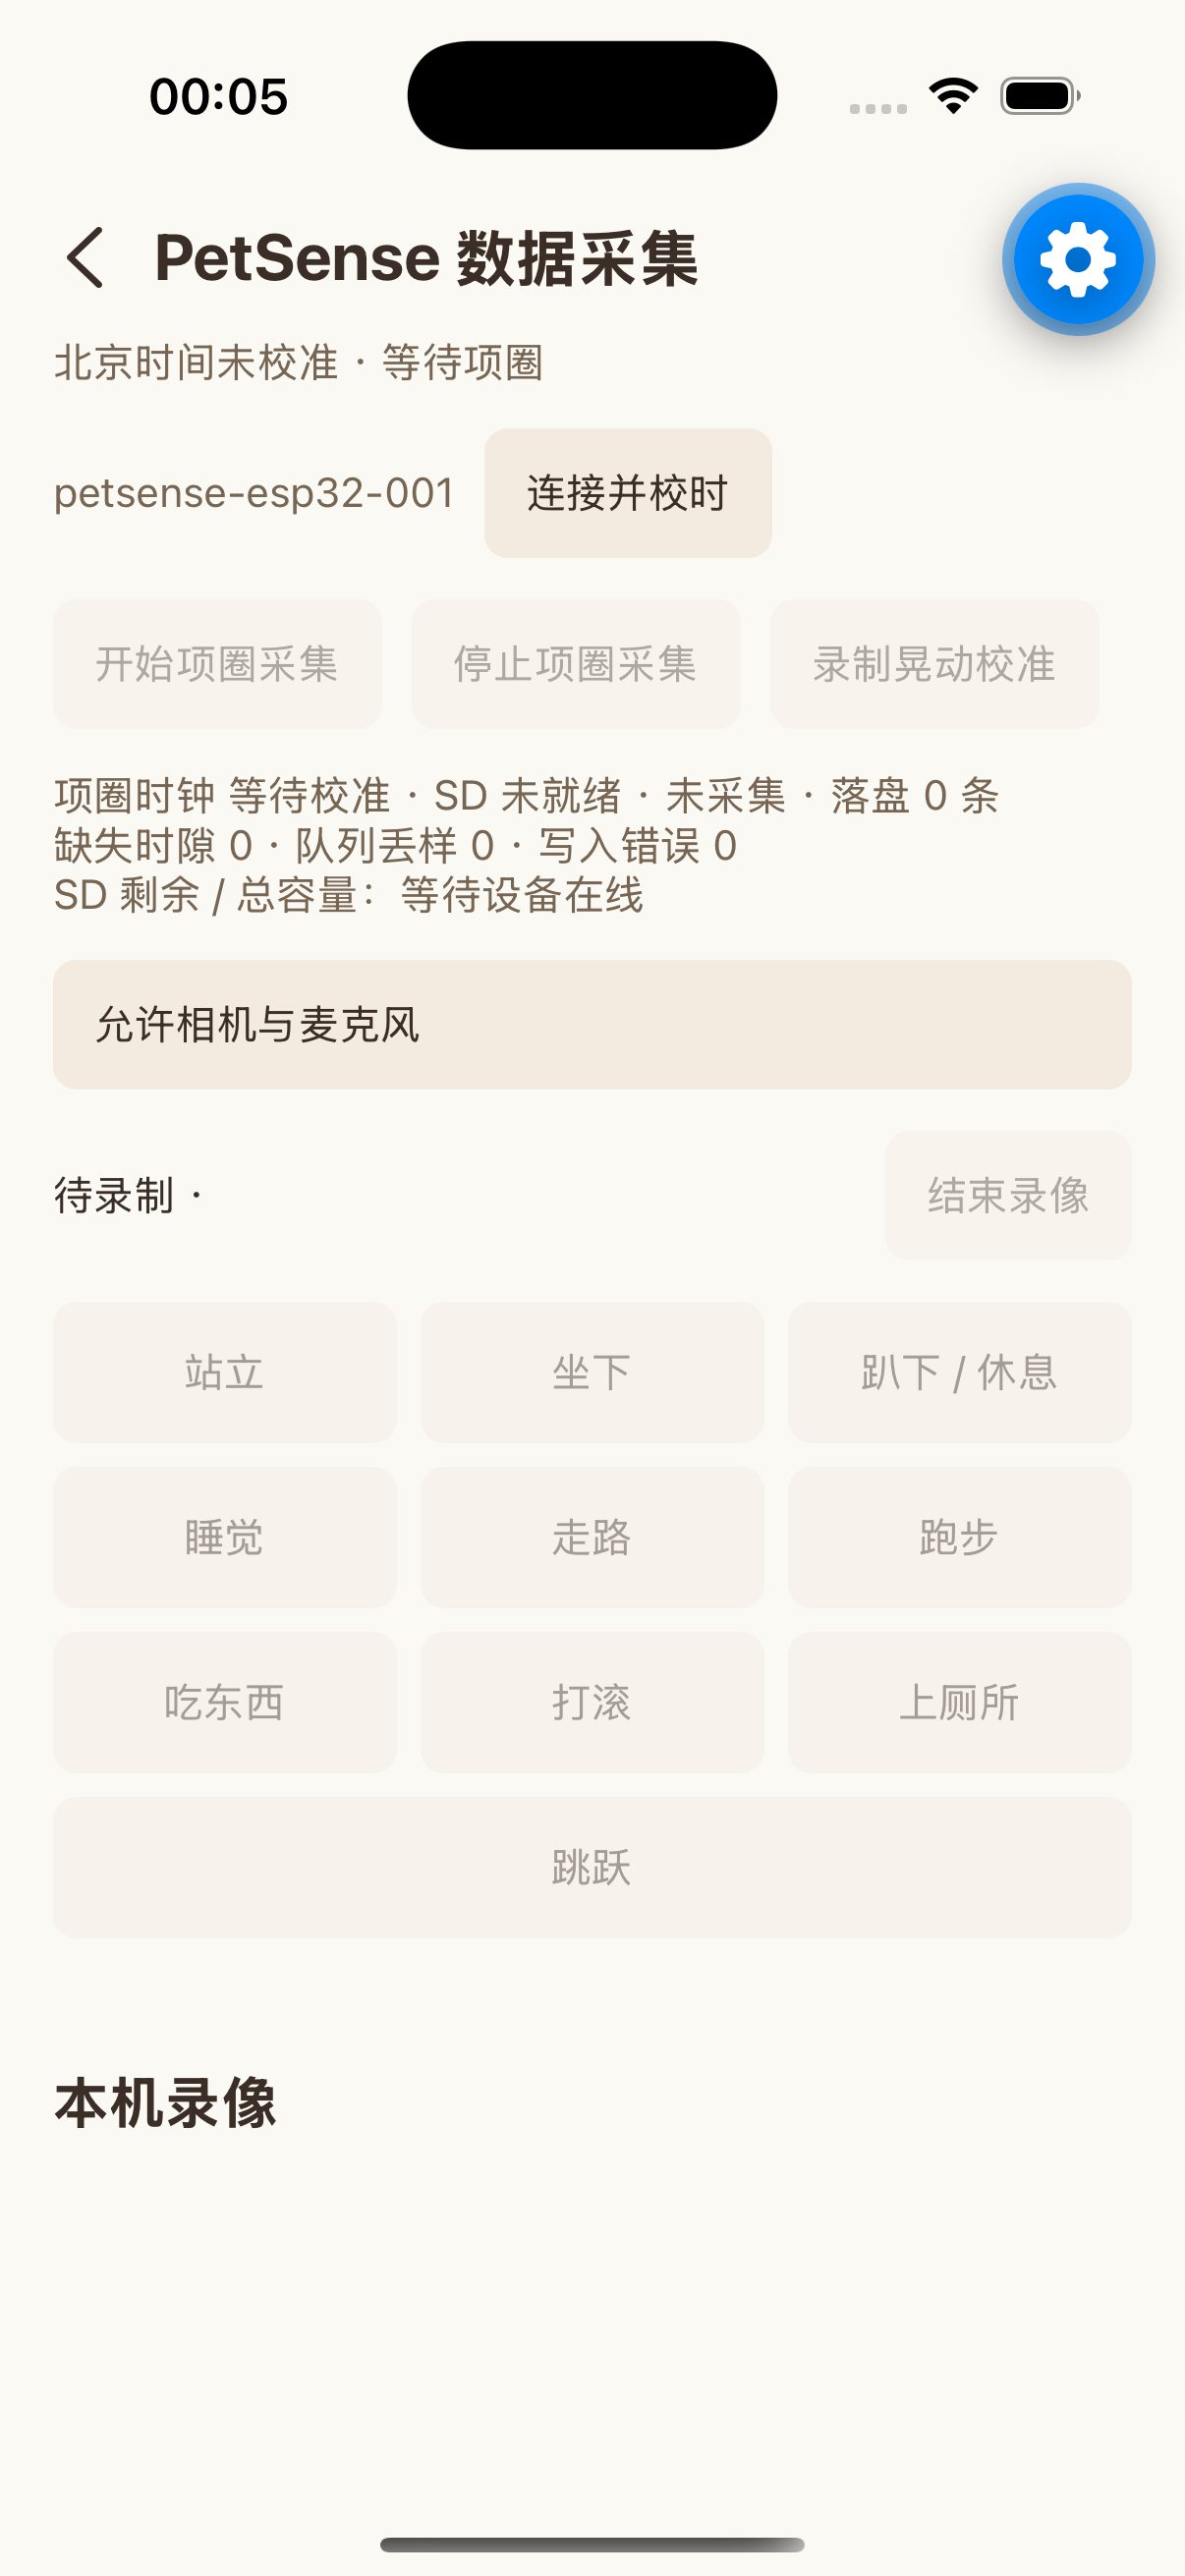 00:05
PetSense 数据采集
北京时间未校准 · 等待项圈
petsense-esp32-001
连接并校时
开始项圈采集
停止项圈采集
录制晃动校准
项圈时钟 等待校准 · SD 未就绪 · 未采集 · 落盘 0 条
缺失时隙 0 · 队列丢样 0 · 写入错误 0
SD 剩余 / 总容量：等待设备在线
允许相机与麦克风
待录制 ·
结束录像
站立
坐下
趴下 / 休息
睡觉
走路
跑步
吃东西
打滚
上厕所
跳跃
本机录像